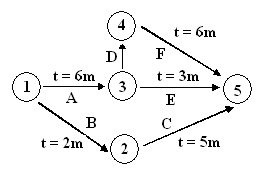 4
t = 6m
F
D
t = 6m
t = 3m
1
3
5
A
E
B
C
t = 2m
2
t = 5m